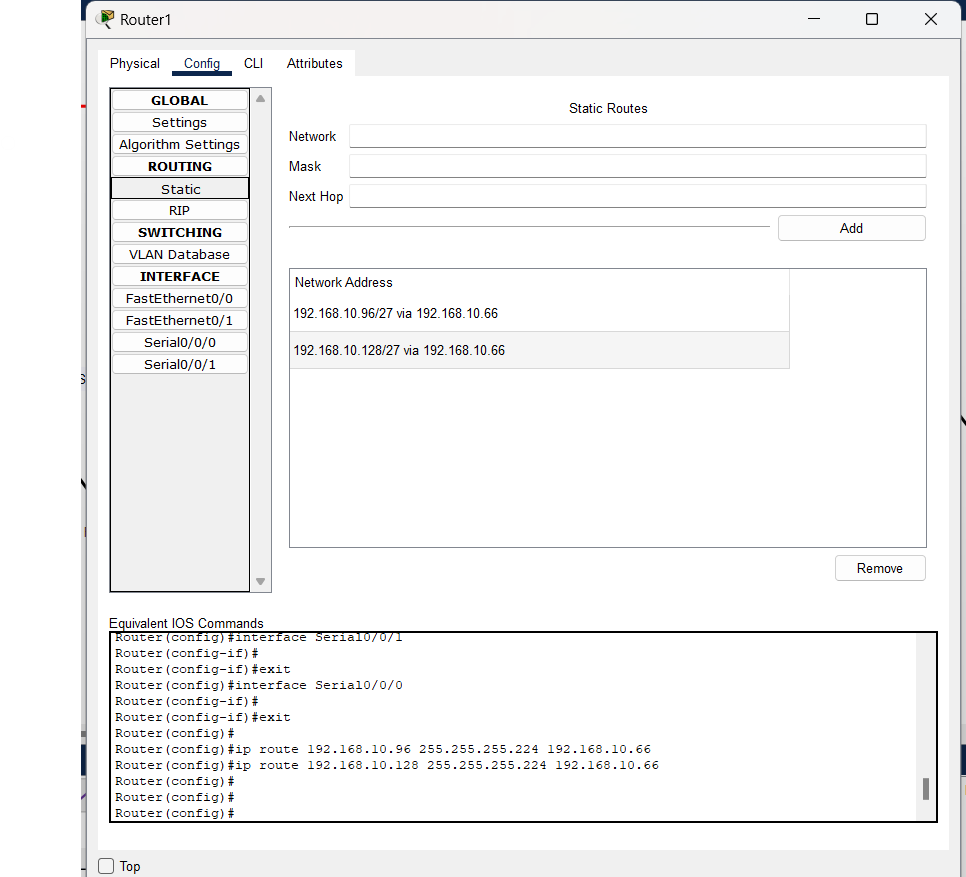 Router1
Physical Config CLI Attributes
GLOBAL
Settings
Algorithm Settings
ROUTING
Static
RIP
SWITCHING
VLAN Database
INTERFACE
FastEthernet0/0
FastEthernet0/1
Serial0/0/0
Serial0/0/1
Static Routes
Network
Mask
Next Hop
Add
Network Address
192.168.10.96/27 via 192.168.10.66
192.168.10.128/27 via 192.168.10.66
Remove
Equivalent IOS Commands
Router(config)#interface Serial0/0/1
Router(config-if)#
Router(config-if)#exit
Router(config)#interface Serial0/0/0
Router(config-if)#
Router(config-if)#exit
Router(config)#
Router(config)#ip route 192.168.10.96 255.255.255.224 192.168.10.66
Router(config)#ip route 192.168.10.128 255.255.255.224 192.168.10.66
Router(config)#
Router(config)#
Router(config)#
Top